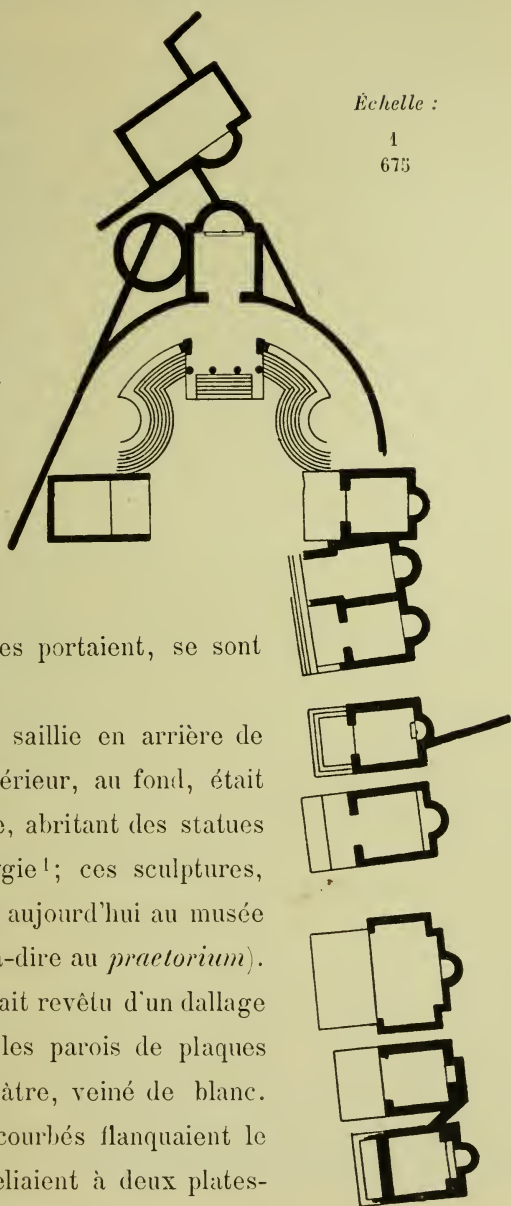 Échelle :
1
675
es portaient, se sont
saillie en arrière de
térieur, au fond, était
e, abritant des statues
rgie¹; ces sculptures,
aujourd'hui au musée
à-dire au praetorium).
ait revêtu d'un dallage
les parois de plaques
âtre, veiné de blanc.
courbés flanquaient le
eliaient à deux plates-